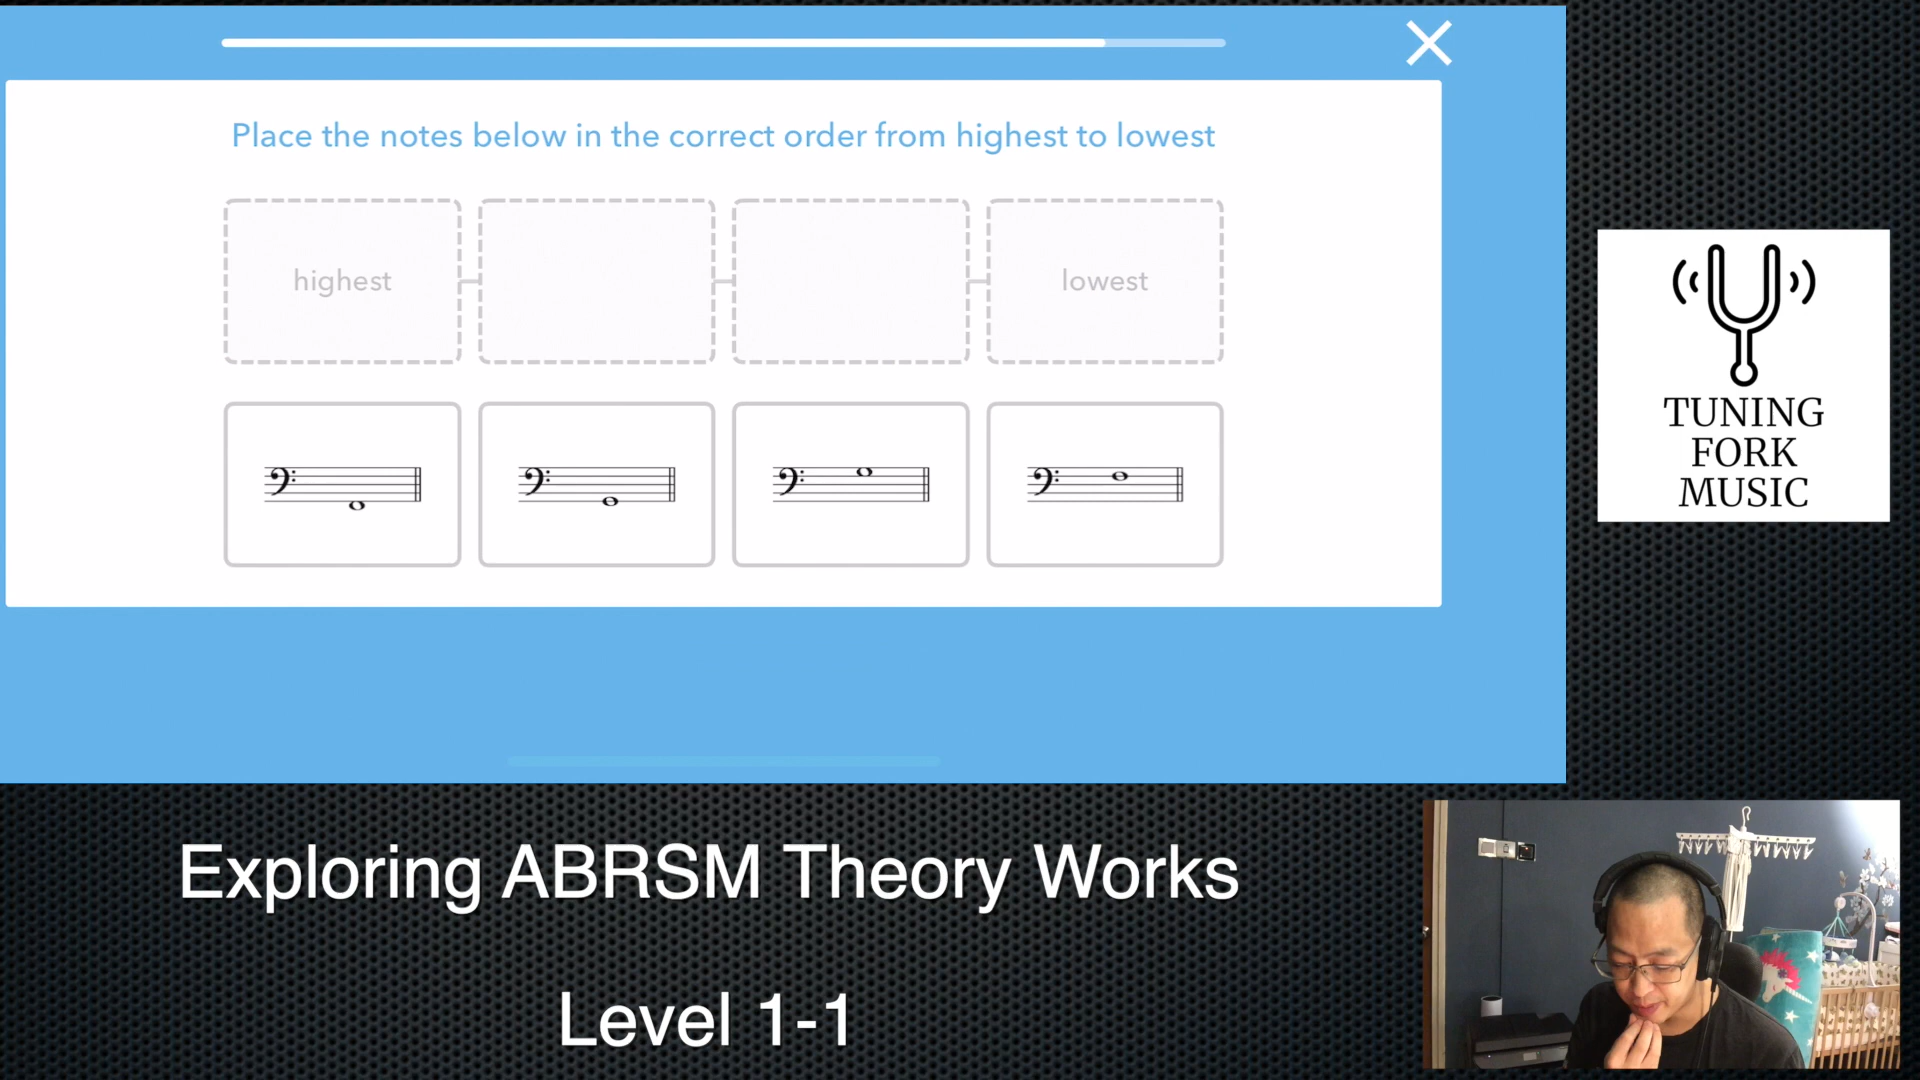 Place the notes below in the correct order from highest to lowest
highest
lowest
TUNING
FORK
MUSIC
Exploring ABRSM Theory Works
Level 1-1